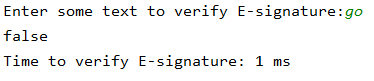 Enter some text to verify E-signature:go
false
Time to verify E-signature: 1 ms